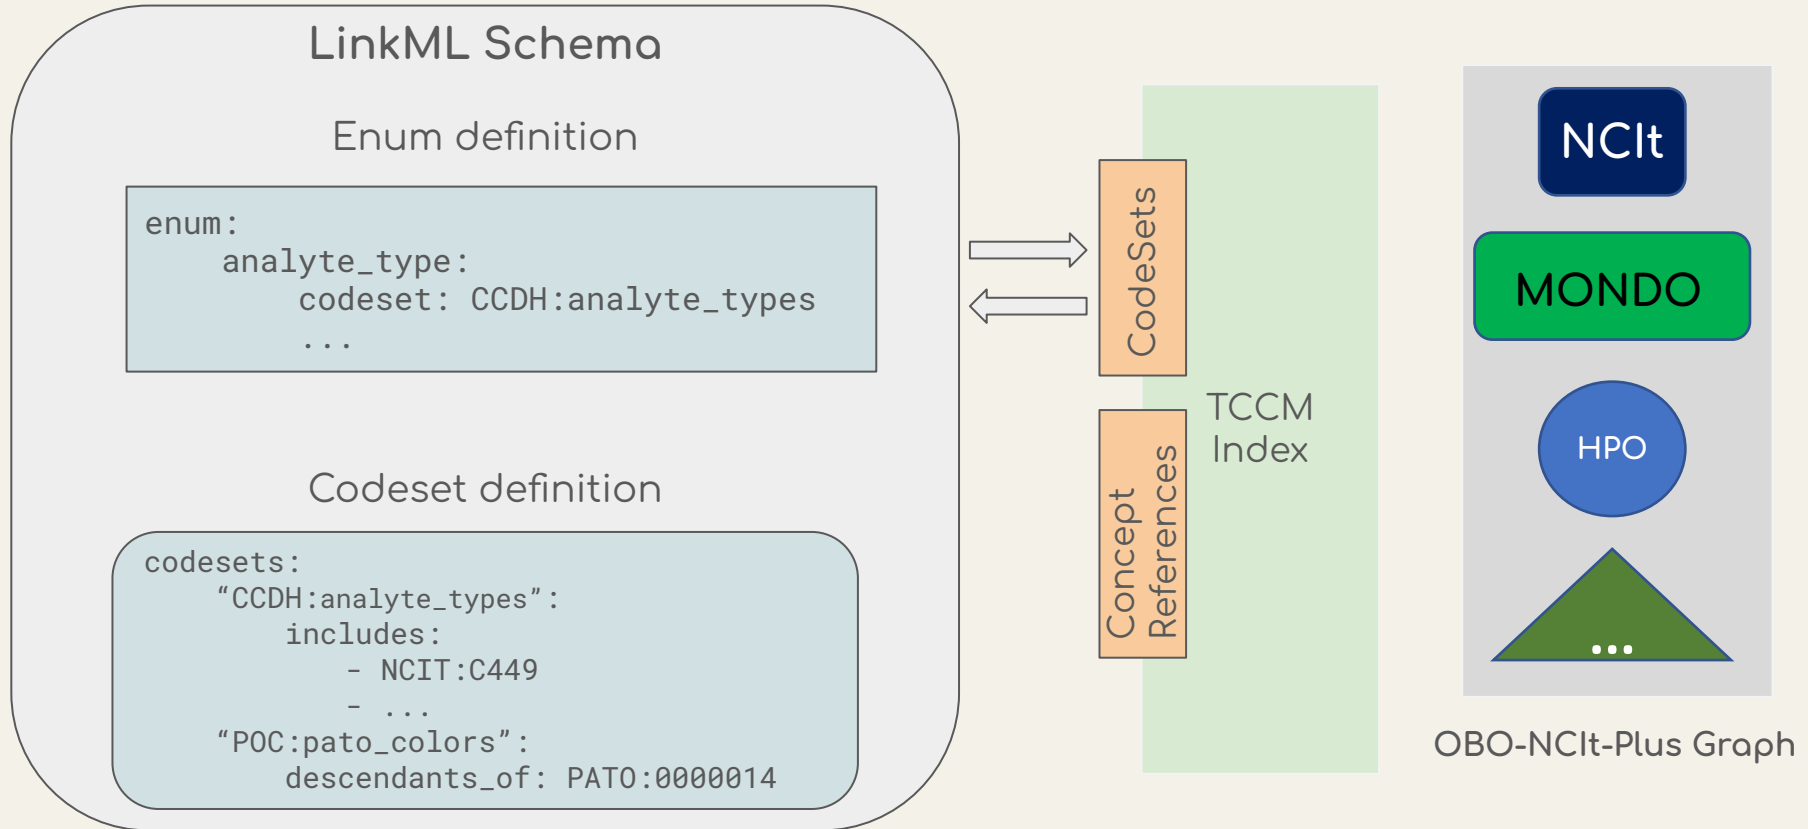 LinkML Schema
Enum definition
enum:
analyte_type:
codeset: CCDH:analyte_types
...
Codeset definition
codesets:
“CCDH:analyte_types”:
includes:
- NCIT:C449
- ...
“POC:pato_colors”:
descendants_of: PATO:0000014
CodeSets
Concept
References
TCCM
Index
NCIt
MONDO
HPO
...
OBO-NCIt-Plus Graph